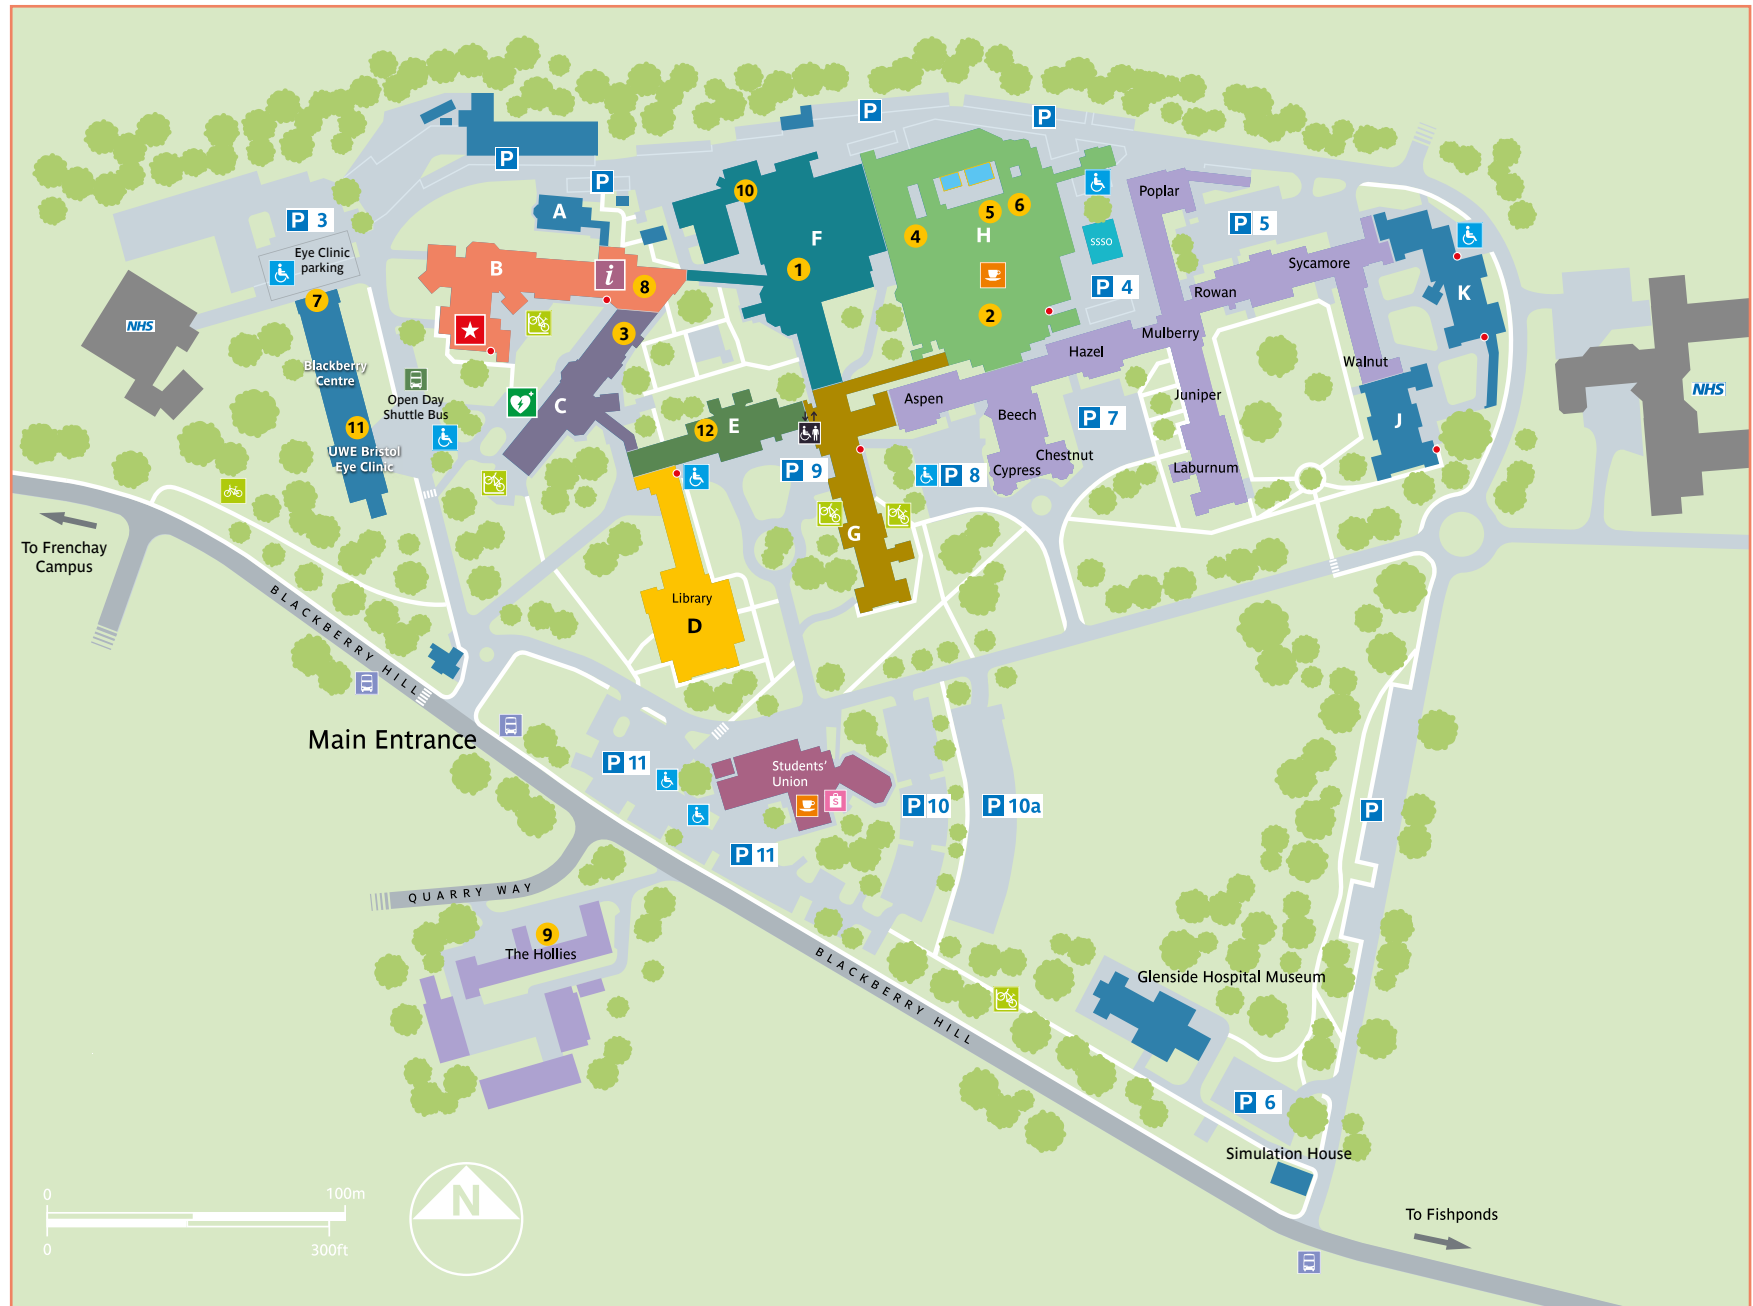 P
P
P
P
P 3
Eye Clinic
parking
A
10
F
4
5
6
H
Poplar
P 5
SSSO
P 4
Sycamore
K
Rowan
B
i
8
1
7
NHS
3
2
Mulberry
Hazel
Walnut
Blackberry
Centre
Open Day
Shuttle Bus
C
12
E
Aspen
Beech
P 7
Juniper
J
NHS
11
UWE Bristol
Eye Clinic
Chestnut
Cypress
Laburnum
P 9
P 8
G
To Frenchay
Campus
BLACKBERRY HILL
Library
D
Main Entrance
P 11
Students'
Union
S
P 10
P 10a
P
P 11
QUARRY WAY
9
The Hollies
BLACKBERRY HILL
Glenside Hospital Museum
P 6
Simulation House
To Fishponds
N
0
100m
0
300ft